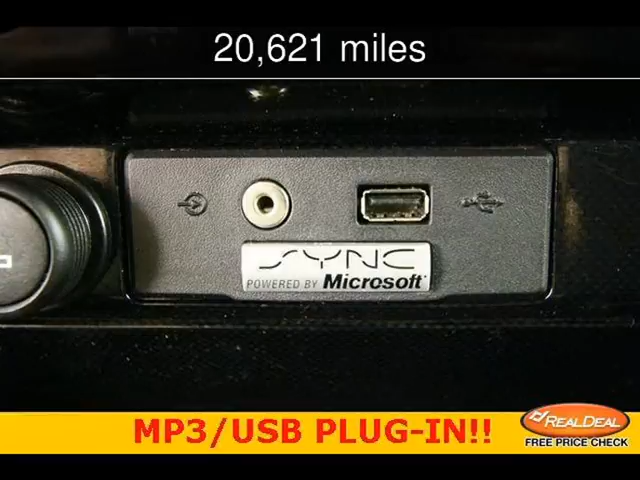 20,621 miles
SYNC
POWERED BY Microsoft
MP3/USB PLUG-IN!!
REALDEAL
FREE PRICE CHECK